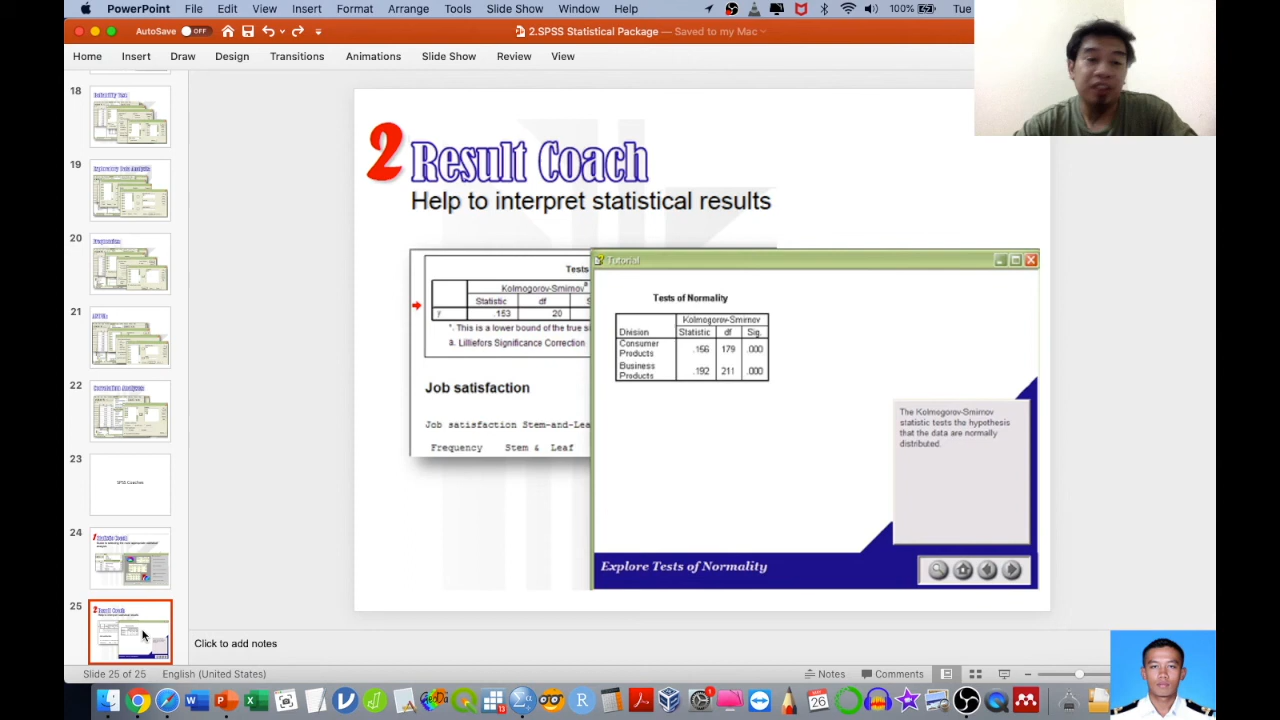 PowerPoint File Edit View Insert Format Arrange Tools Slide Show Window Help 100% Tue
AutoSave OFF 2.SPSS Statistical Package — Saved to my Mac
Home Insert Draw Design Transitions Animations Slide Show Review View
18
19
20
21
22
23
SPSS Coaches
24
25
2 Result Coach
Help to interpret statistical results
Tests
Kolmogorov-Smirnov a
Statistic df S
Y .153 20
*. This is a lower bound of the true si
a. Lilliefors Significance Correction
Job satisfaction
Job satisfaction Stem-and-Lea
Frequency Stem & Leaf
Tutorial
Tests of Normality
Kolmogorov-Smirnov
Division Statistic df Sig.
Consumer Products .156 179 .000
Business Products .192 211 .000
The Kolmogorov-Smirnov
statistic tests the hypothesis
that the data are normally
distributed.
Explore Tests of Normality
Click to add notes
Slide 25 of 25 English (United States) Notes Comments